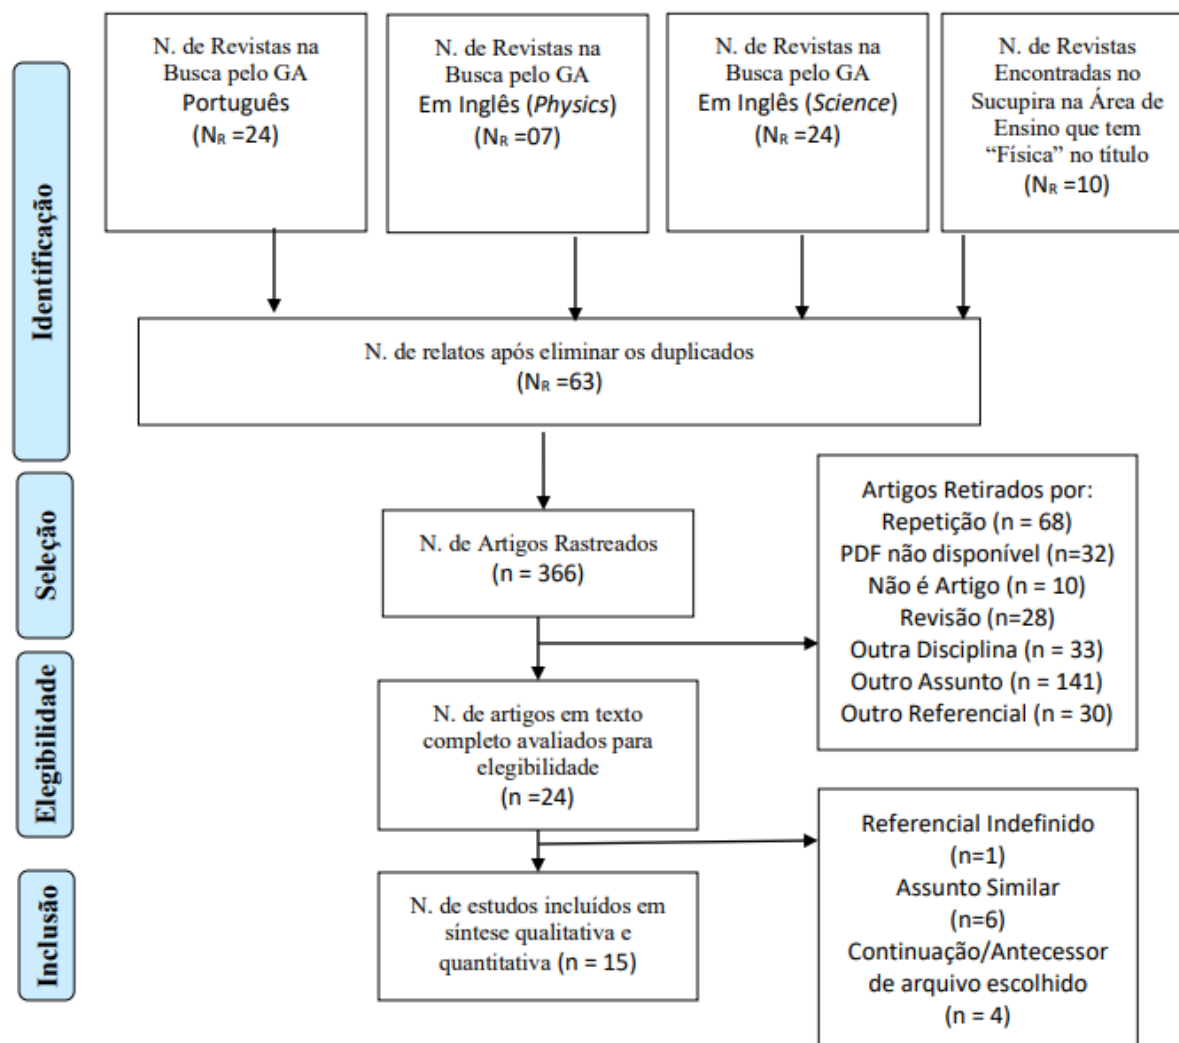 N. de Revistas na
Busca pelo GA
Português
(NR =24)
N. de Revistas na
Busca pelo GA
Em Inglês (Physics)
(NR =07)
N. de Revistas na
Busca pelo GA
Em Inglês (Science)
(NR =24)
N. de Revistas
Encontradas no
Sucupira na Área de
Ensino que tem
“Física” no título
(NR =10)
Identificação
N. de relatos após eliminar os duplicados
(NR =63)
Seleção
N. de Artigos Rastreados
(n = 366)
Artigos Retirados por:
Repetição (n = 68)
PDF não disponível (n=32)
Não é Artigo (n = 10)
Revisão (n=28)
Outra Disciplina (n = 33)
Outro Assunto (n = 141)
Outro Referencial (n = 30)
Elegibilidade
N. de artigos em texto
completo avaliados para
elegibilidade
(n =24)
Referencial Indefinido
(n=1)
Assunto Similar
(n=6)
Continuação/Antecessor
de arquivo escolhido
(n = 4)
Inclusão
N. de estudos incluídos em
síntese qualitativa e
quantitativa (n = 15)